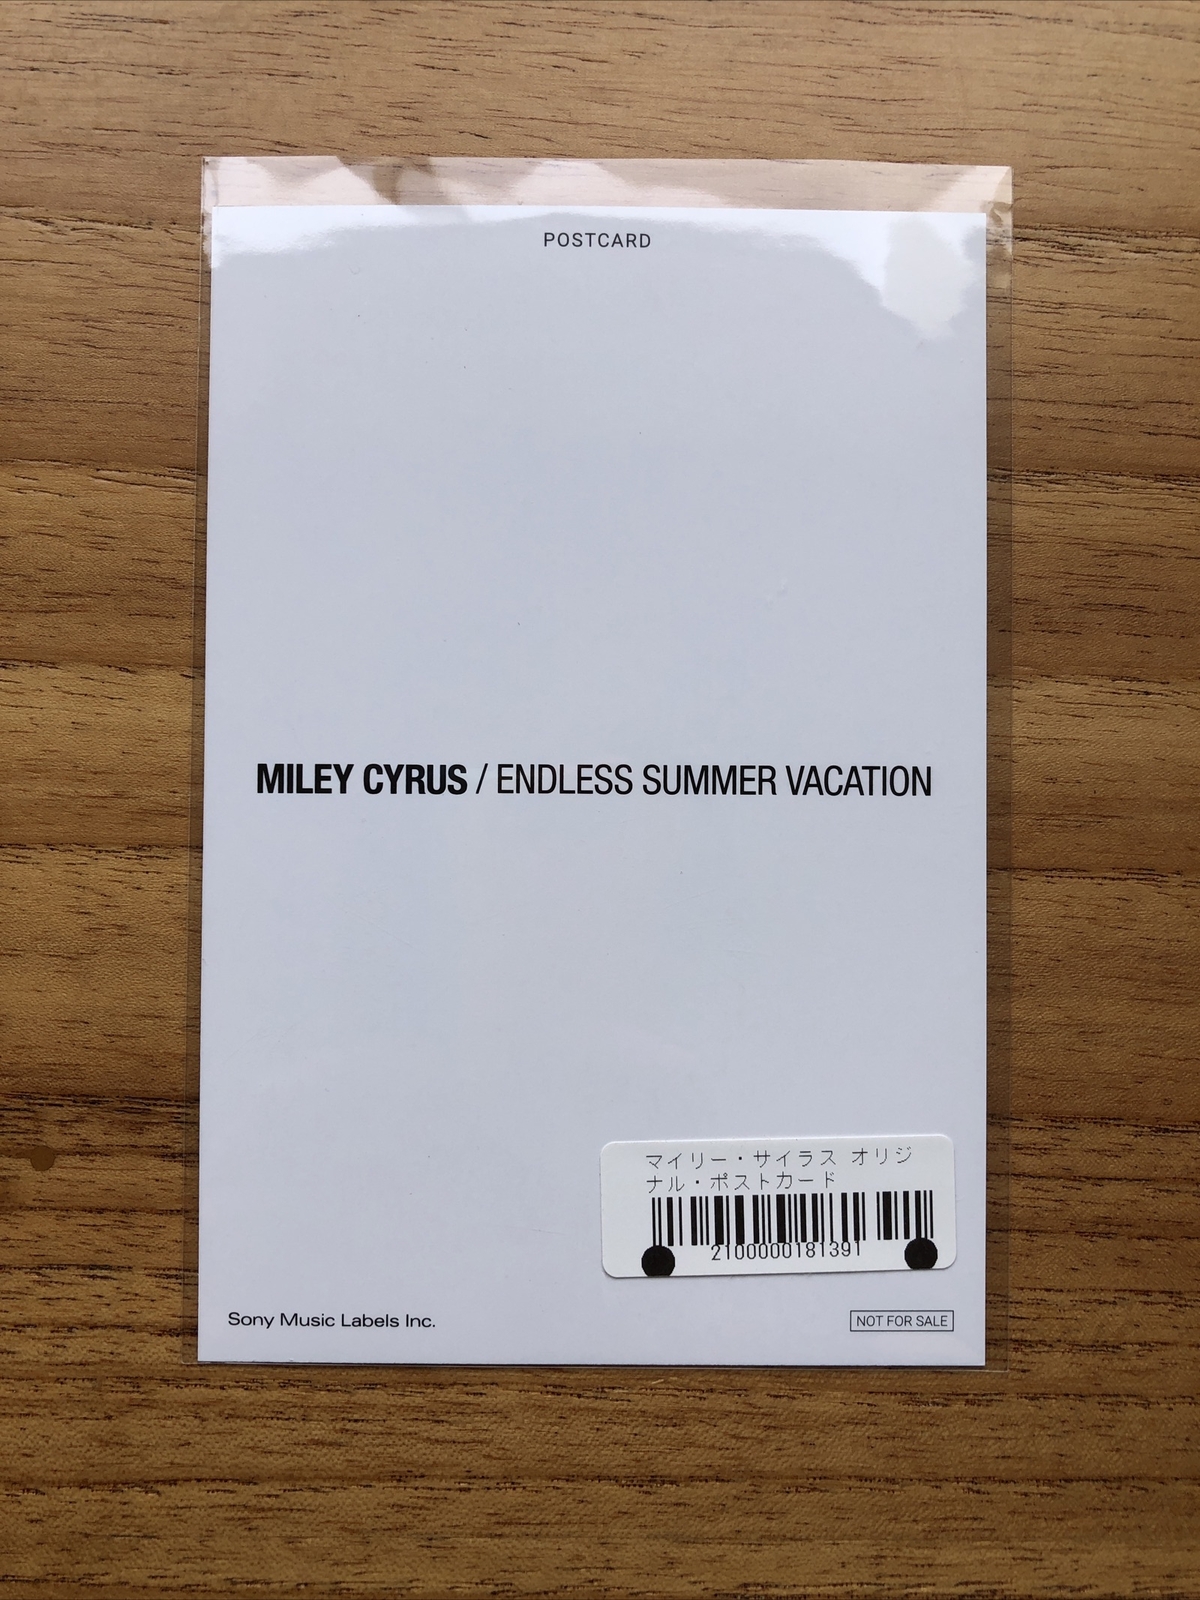 POSTCARD
MILEY CYRUS / ENDLESS SUMMER VACATION
マイリー・サイラス オリジ
ナル・ポストカード
2100000181391
Sony Music Labels Inc.
NOT FOR SALE